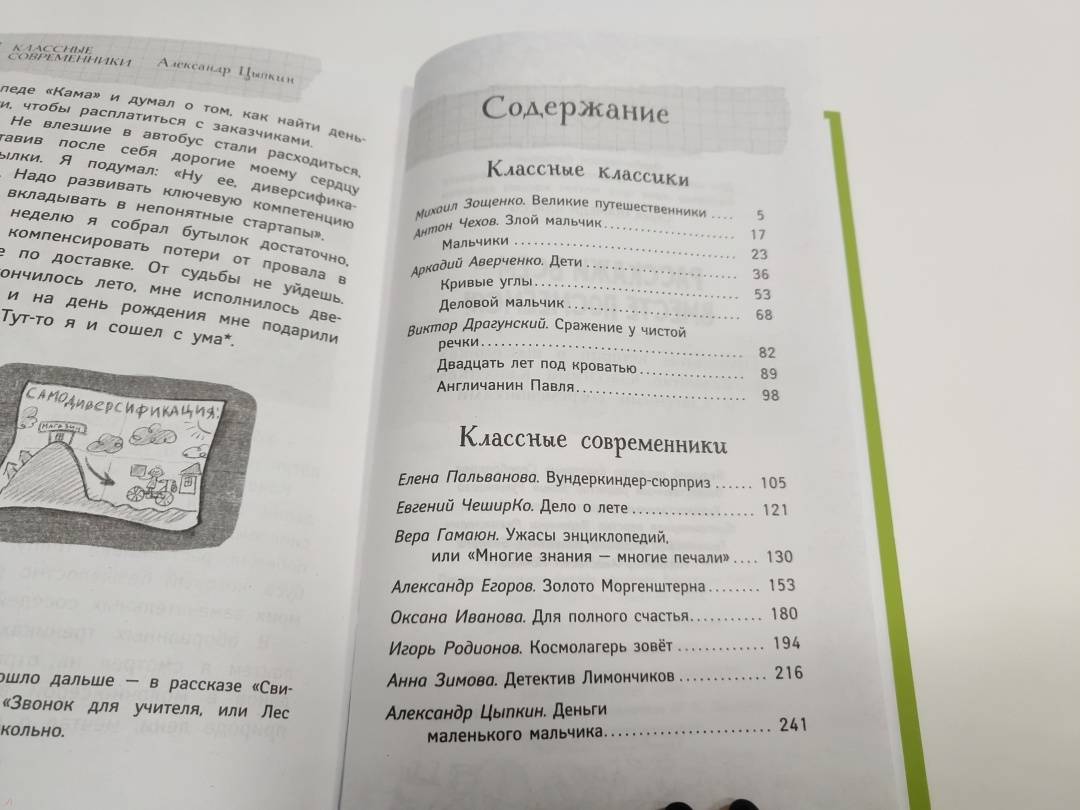 КЛАССНЫЕ
СОВРЕМЕННИКИ
Александр Цыпкин
педе «Кама» и думал о том, как найти день-
и, чтобы расплатиться с заказчиками.
Не влезшие в автобус стали расходиться,
тавив после себя дорогие моему сердцу
ылки. Я подумал: «Ну ее, диверсифика-
Надо развивать ключевую компетенцию
вкладывать в непонятные стартапы».
неделю я собрал бутылок достаточно,
компенсировать потери от провала в
е по доставке. От судьбы не уйдешь.
ончилось лето, мне исполнилось две-
и на день рождения мне подарили
Тут-то я и сошел с ума*.
САМОДИВЕРСИФИКАЦИЯ:
МАГАЗИН
ошло дальше — в рассказе «Сви-
«Звонок для учителя, или Лес
кольно.
Содержание
Классные классики
Михаил Зощенко. Великие путешественники .... 5
Антон Чехов. Злой мальчик........................ 17
Мальчики ................................ 23
Аркадий Аверченко. Дети ........................ 36
Кривые углы.............................. 53
Деловой мальчик.......................... 68
Виктор Драгунский. Сражение у чистой
речки..................................... 82
Двадцать лет под кроватью................ 89
Англичанин Павля......................... 98
Классные современники
Елена Пальванова. Вундеркиндер-сюрприз ...... 105
Евгений ЧеширКо. Дело о лете ................. 121
Вера Гамаюн. Ужасы энциклопедий,
или «Многие знания — многие печали» .... 130
Александр Егоров. Золото Моргенштерна........ 153
Оксана Иванова. Для полного счастья........... 180
Игорь Родионов. Космолагерь зовёт ............ 194
Анна Зимова. Детектив Лимончиков ............ 216
Александр Цыпкин. Деньги
маленького мальчика...................... 241